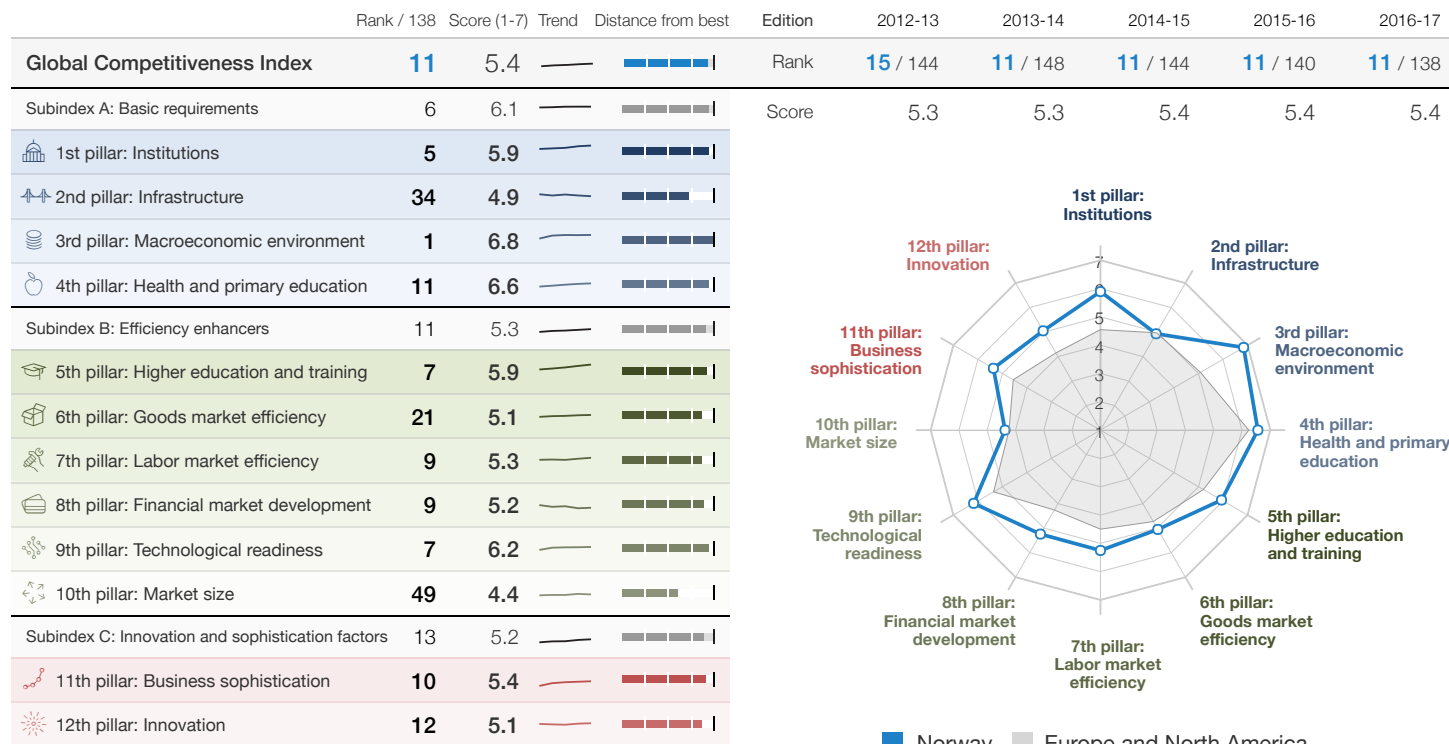 Rank / 138 Score (1-7) Trend Distance from best
Global Competitiveness Index 11 5.4
Subindex A: Basic requirements 6 6.1
1st pillar: Institutions 5 5.9
2nd pillar: Infrastructure 34 4.9
3rd pillar: Macroeconomic environment 1 6.8
4th pillar: Health and primary education 11 6.6
Subindex B: Efficiency enhancers 11 5.3
5th pillar: Higher education and training 7 5.9
6th pillar: Goods market efficiency 21 5.1
7th pillar: Labor market efficiency 9 5.3
8th pillar: Financial market development 9 5.2
9th pillar: Technological readiness 7 6.2
10th pillar: Market size 49 4.4
Subindex C: Innovation and sophistication factors 13 5.2
11th pillar: Business sophistication 10 5.4
12th pillar: Innovation 12 5.1
Edition 2012-13 2013-14 2014-15 2015-16 2016-17
Rank 15 / 144 11 / 148 11 / 144 11 / 140 11 / 138
Score 5.3 5.3 5.4 5.4 5.4
1st pillar:
Institutions
2nd pillar:
Infrastructure
3rd pillar:
Macroeconomic
environment
4th pillar:
Health and primary
education
5th pillar:
Higher education
and training
6th pillar:
Goods market
efficiency
7th pillar:
Labor market
efficiency
8th pillar:
Financial market
development
9th pillar:
Technological
readiness
10th pillar:
Market size
11th pillar:
Business
sophistication
12th pillar:
Innovation
7
6
5
4
3
2
1
Norway Europe and North America